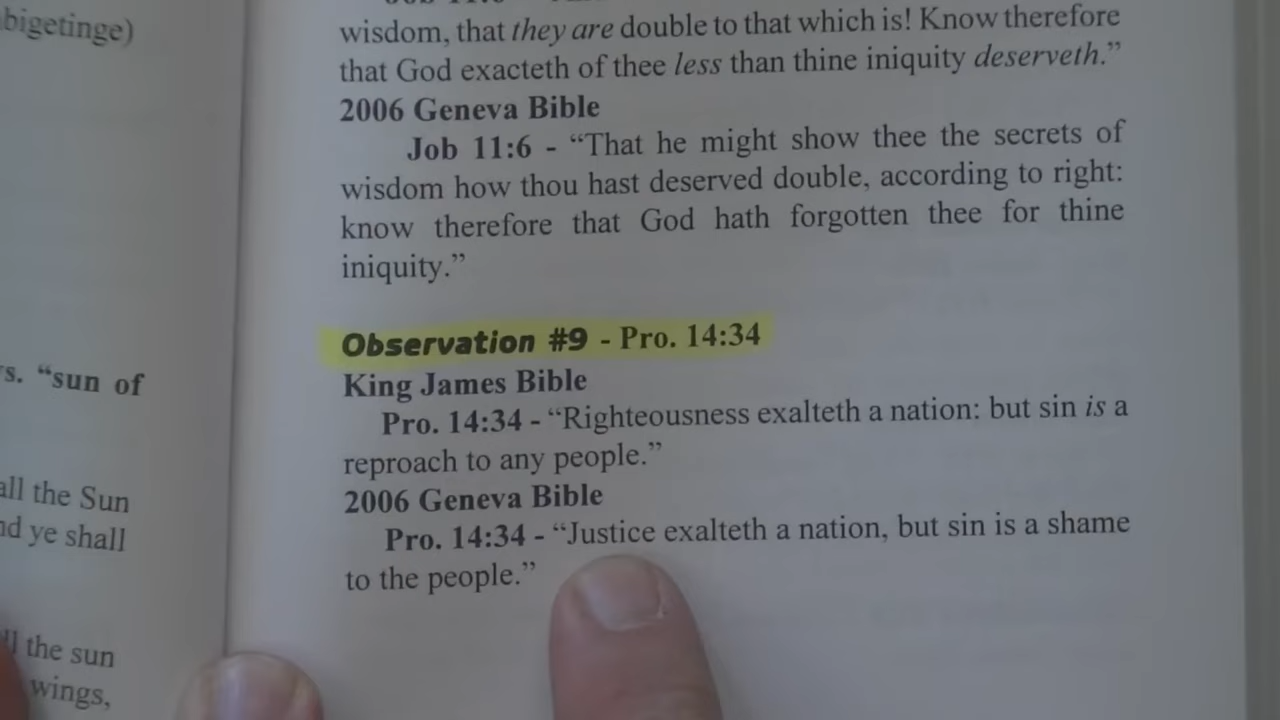 bigetinge)
s. “sun of
all the Sun
nd ye shall
the sun
wings,
wisdom, that they are double to that which is! Know therefore
that God exacteth of thee less than thine iniquity deserveth.”
2006 Geneva Bible
Job 11:6 - “That he might show thee the secrets of
wisdom how thou hast deserved double, according to right:
know therefore that God hath forgotten thee for thine
iniquity.”
Observation #9 - Pro. 14:34
King James Bible
Pro. 14:34 - “Righteousness exalteth a nation: but sin is a
reproach to any people.”
2006 Geneva Bible
Pro. 14:34 - “Justice exalteth a nation, but sin is a shame
to the people.”